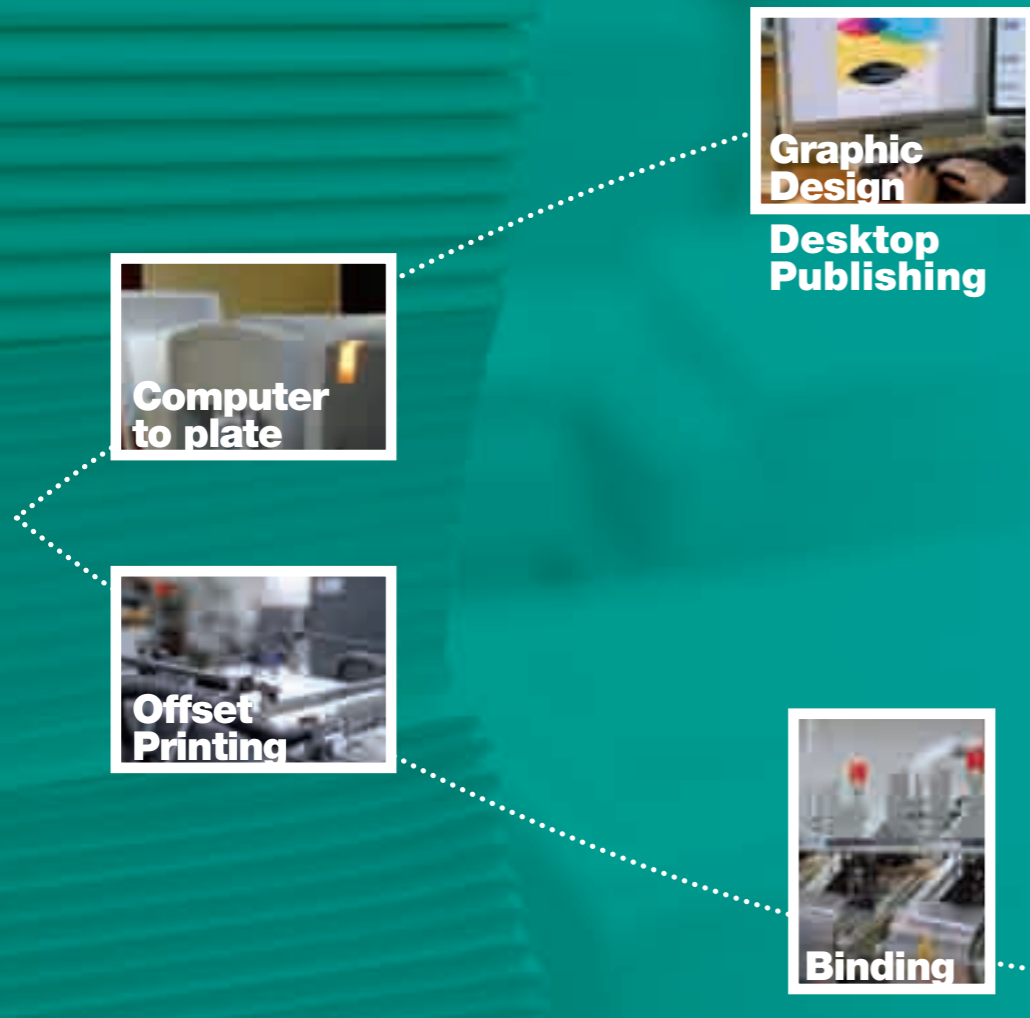 Graphic
Design
Desktop
Publishing
Computer
to plate
Offset
Printing
Binding